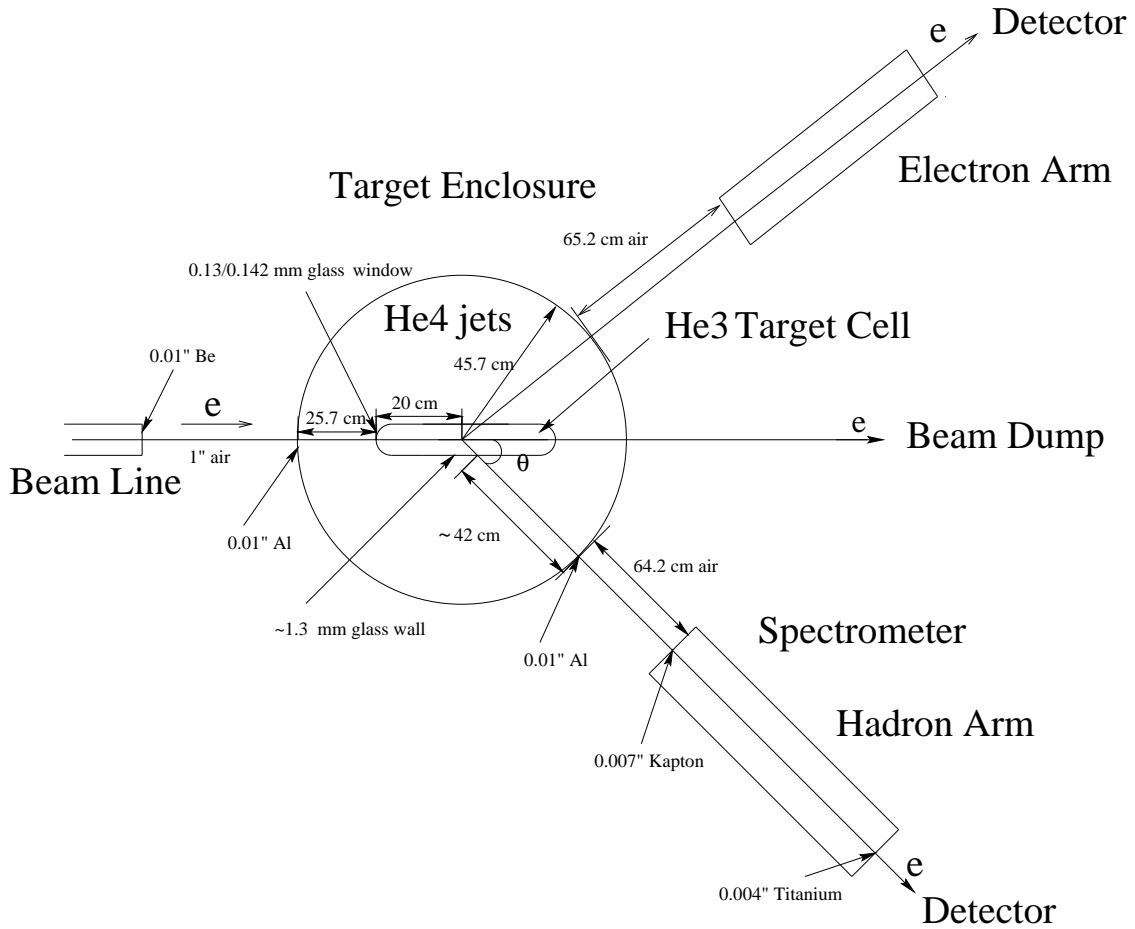 Detector
e
Electron Arm
Target Enclosure
65.2 cm air
0.13/0.142 mm glass window
He4 jets
He3 Target Cell
45.7 cm
0.01" Be
20 cm
25.7 cm
e
e
Beam Dump
1" air
θ
Beam Line
0.01" Al
~ 42 cm
64.2 cm air
~1.3 mm glass wall
Spectrometer
0.01" Al
Hadron Arm
0.007" Kapton
e
0.004" Titanium
Detector